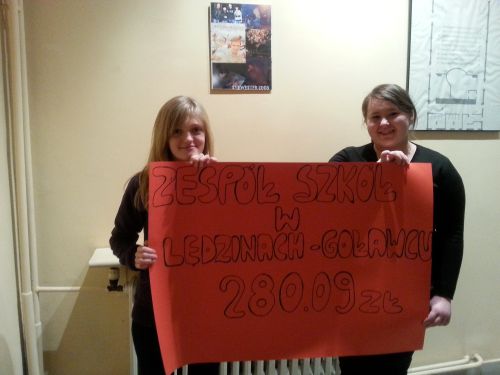 ZESPÓŁ SZKÓŁ
W
LĘDZINACH-GOŁAWCU
280.09 ZŁ